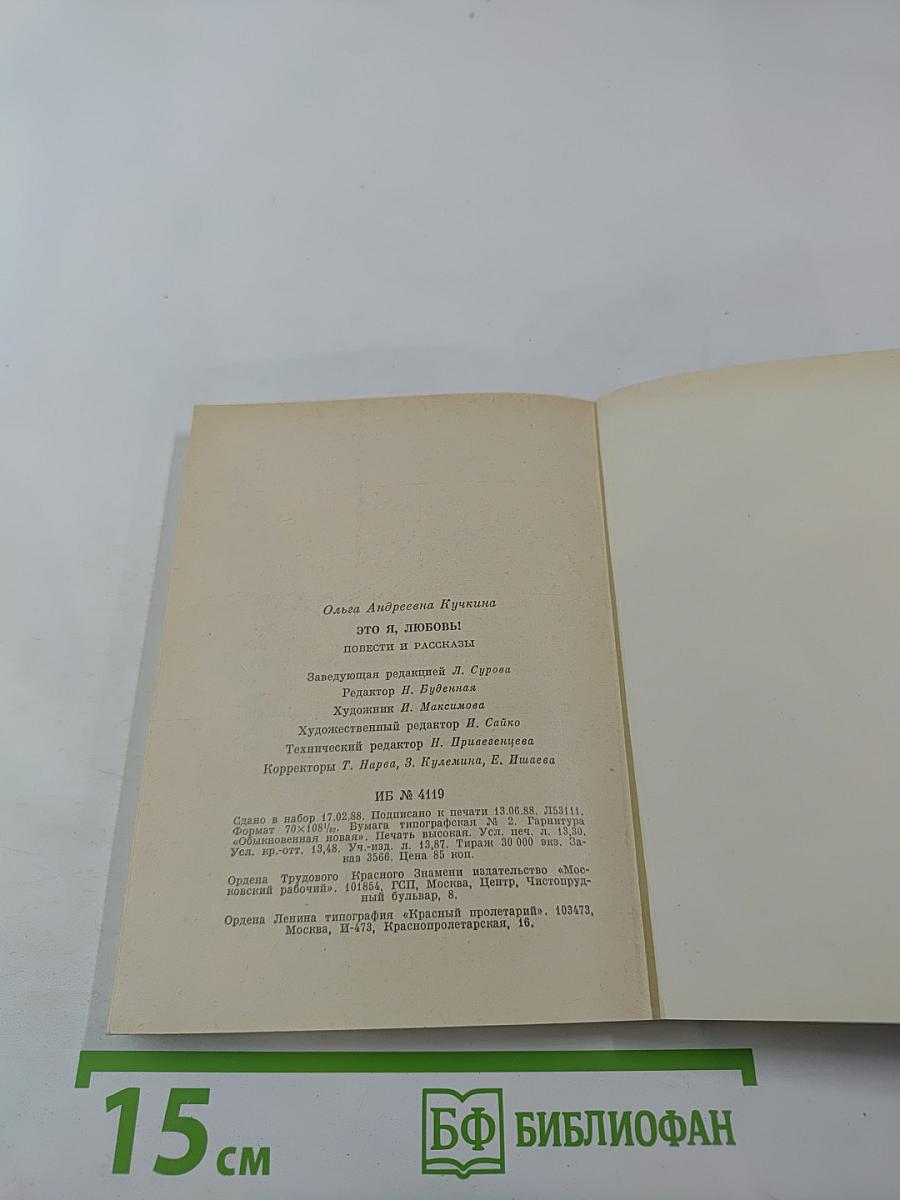 Ольга Андреевна Кучкина
ЭТО Я, ЛЮБОВЬ!
ПОВЕСТИ И РАССКАЗЫ
Заведующая редакцией Л. Сурова
Редактор Н. Буденная
Художник И. Максимова
Художественный редактор И. Сайко
Технический редактор Н. Привезенцева
Корректоры Т. Нарва, З. Кулемина, Е. Ишаева
ИБ № 4119
Сдано в набор 17.02.88. Подписано к печати 13.06.88. Л53111.
Формат 70×108¹/₃₂. Бумага типографская № 2. Гарнитура
«Обыкновенная новая». Печать высокая. Усл. печ. л. 13,30.
Усл. кр.-отт. 13,48. Уч.-изд. л. 13,87. Тираж 30 000 экз. За-
каз 3566. Цена 85 коп.
Ордена Трудового Красного Знамени издательство «Мос-
ковский рабочий». 101854, ГСП, Москва, Центр, Чистопруд-
ный бульвар, 8.
Ордена Ленина типография «Красный пролетарий». 103473,
Москва, И-473, Краснопролетарская, 16.
15 см
БФ БИБЛИОФАН